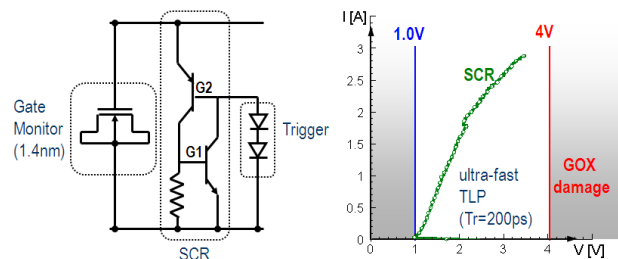 Gate
Monitor
(1.4nm)
G2
G1
Trigger
SCR
I [A]
1.0V
4V
3
2.5
2
1.5
1
0.5
0
SCR
ultra-fast
TLP
(Tr=200ps)
GOX
damage
0 1 2 3 4 V [V]